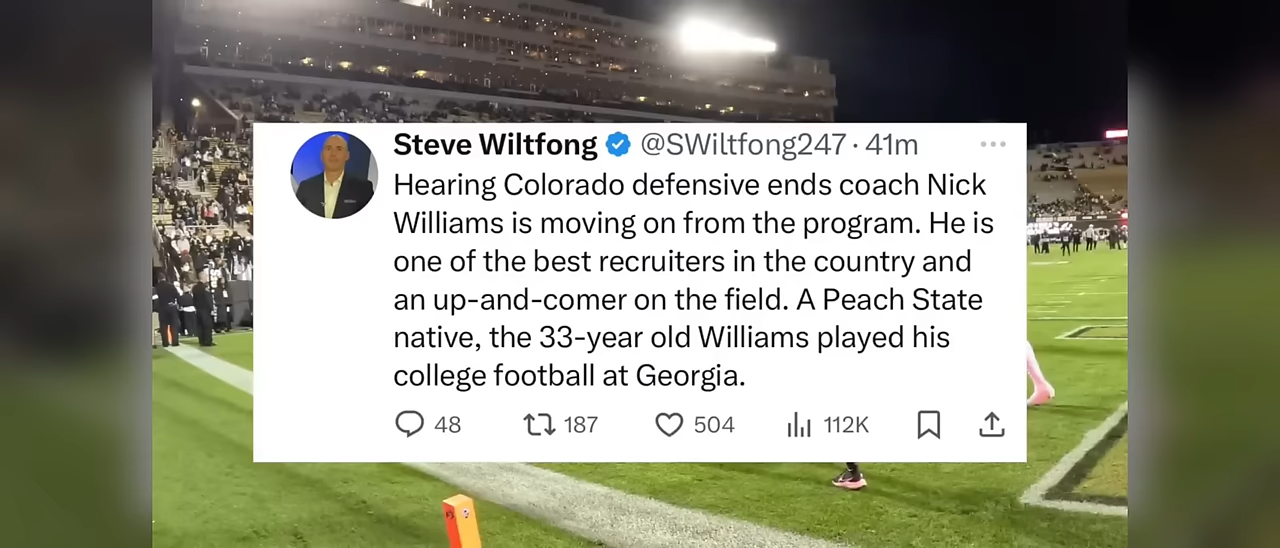 Steve Wiltfong @SWiltfong247 · 41m
Hearing Colorado defensive ends coach Nick
Williams is moving on from the program. He is
one of the best recruiters in the country and
an up-and-comer on the field. A Peach State
native, the 33-year old Williams played his
college football at Georgia.
48 187 504 112K